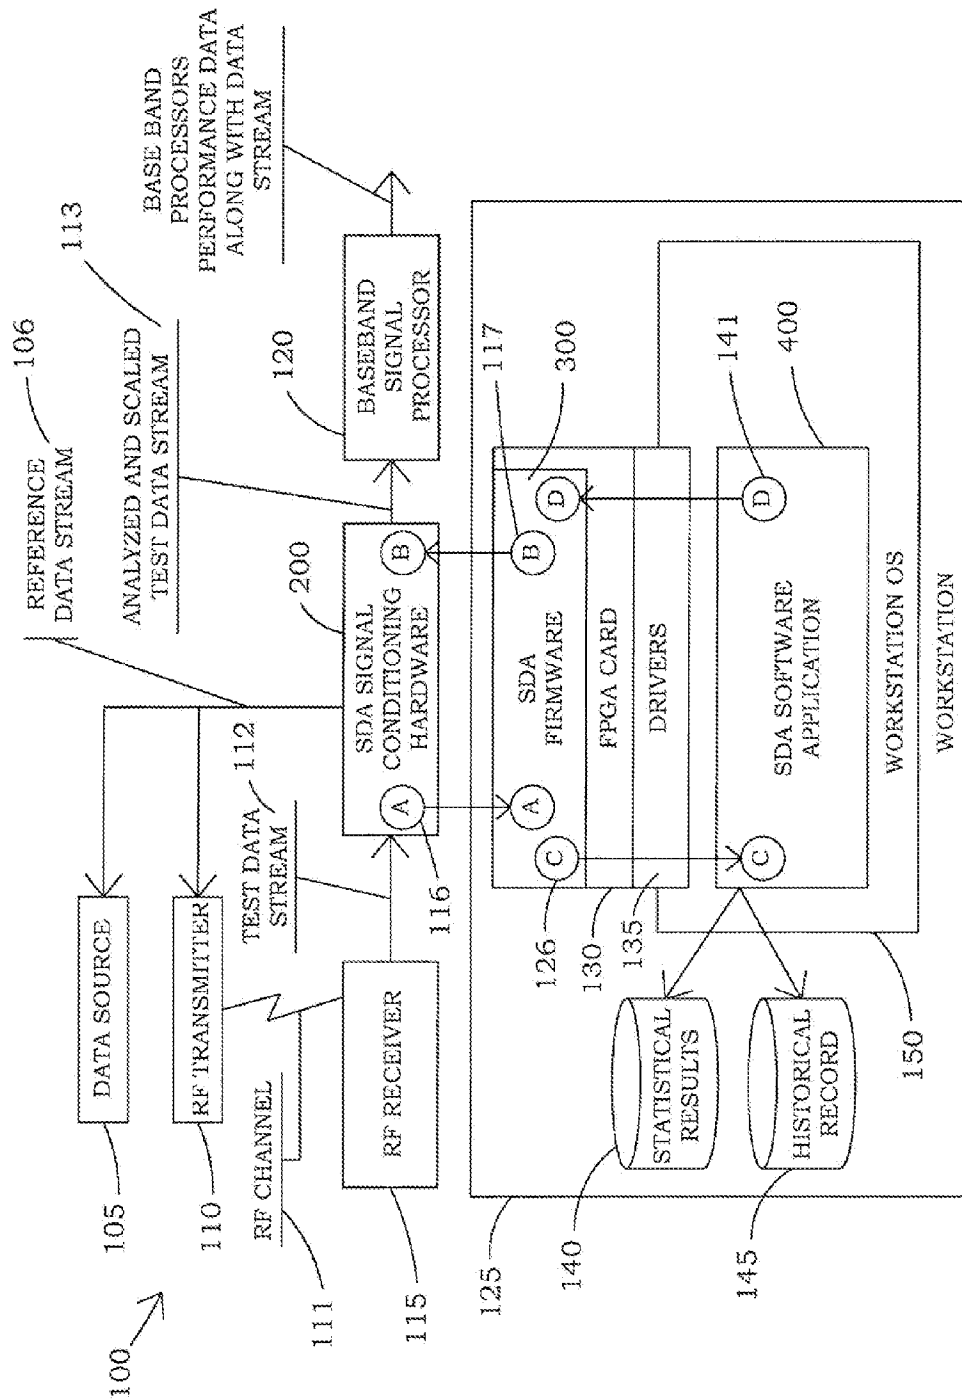 100
105
DATA SOURCE
REFERENCE
DATA STREAM
106
110
RF TRANSMITTER
ANALYZED AND SCALED
TEST DATA STREAM
113
RF CHANNEL
111
TEST DATA
STREAM
112
BASE BAND
PROCESSORS
PERFORMANCE DATA
ALONG WITH DATA
STREAM
115
RF RECEIVER
116
A
SDA SIGNAL
CONDITIONING
HARDWARE
B
200
BASEBAND
SIGNAL
PROCESSOR
120
125
126
C
A
SDA
FIRMWARE
B
D
117
300
130
FPGA CARD
135
DRIVERS
140
STATISTICAL
RESULTS
C
SDA SOFTWARE
APPLICATION
D
141
400
145
HISTORICAL
RECORD
150
WORKSTATION OS
WORKSTATION